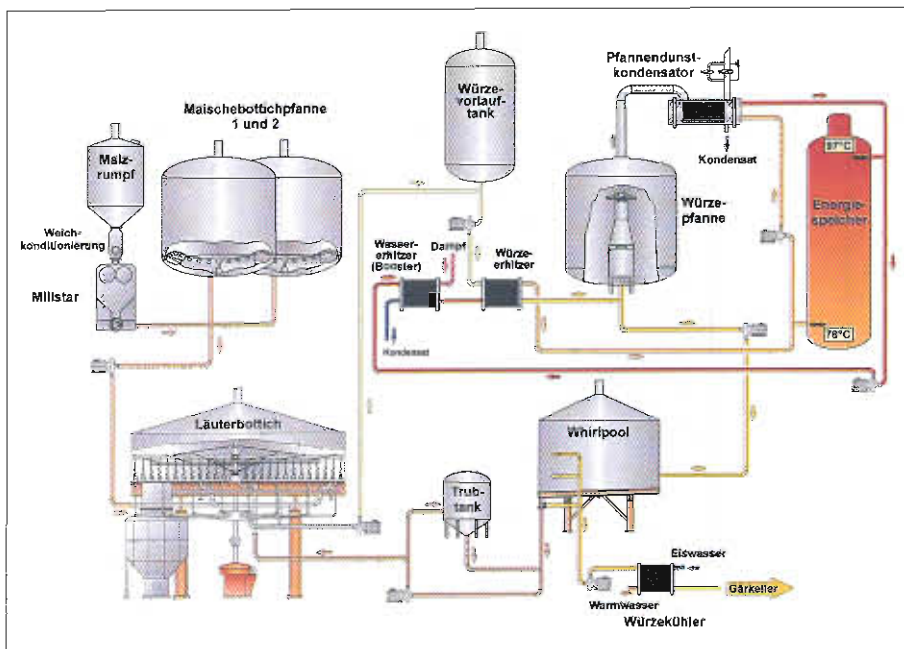 Pfannendunst-
kondensator
Maischebottichpfanne
1 und 2
Würze-
vorlauf-
tank
Malz-
rumpf
Kondensat
97°C
Energie-
speicher
Würze-
pfanne
Weich-
konditionierung
Wasser-
erhitzer
(Booster)
Dampf
Würze-
erhitzer
Millstar
76°C
Kondensat
Läuterbottich
Whirlpool
Trub-
tank
Eiswasser
Gärkeller
Warmwasser
Würzekühler